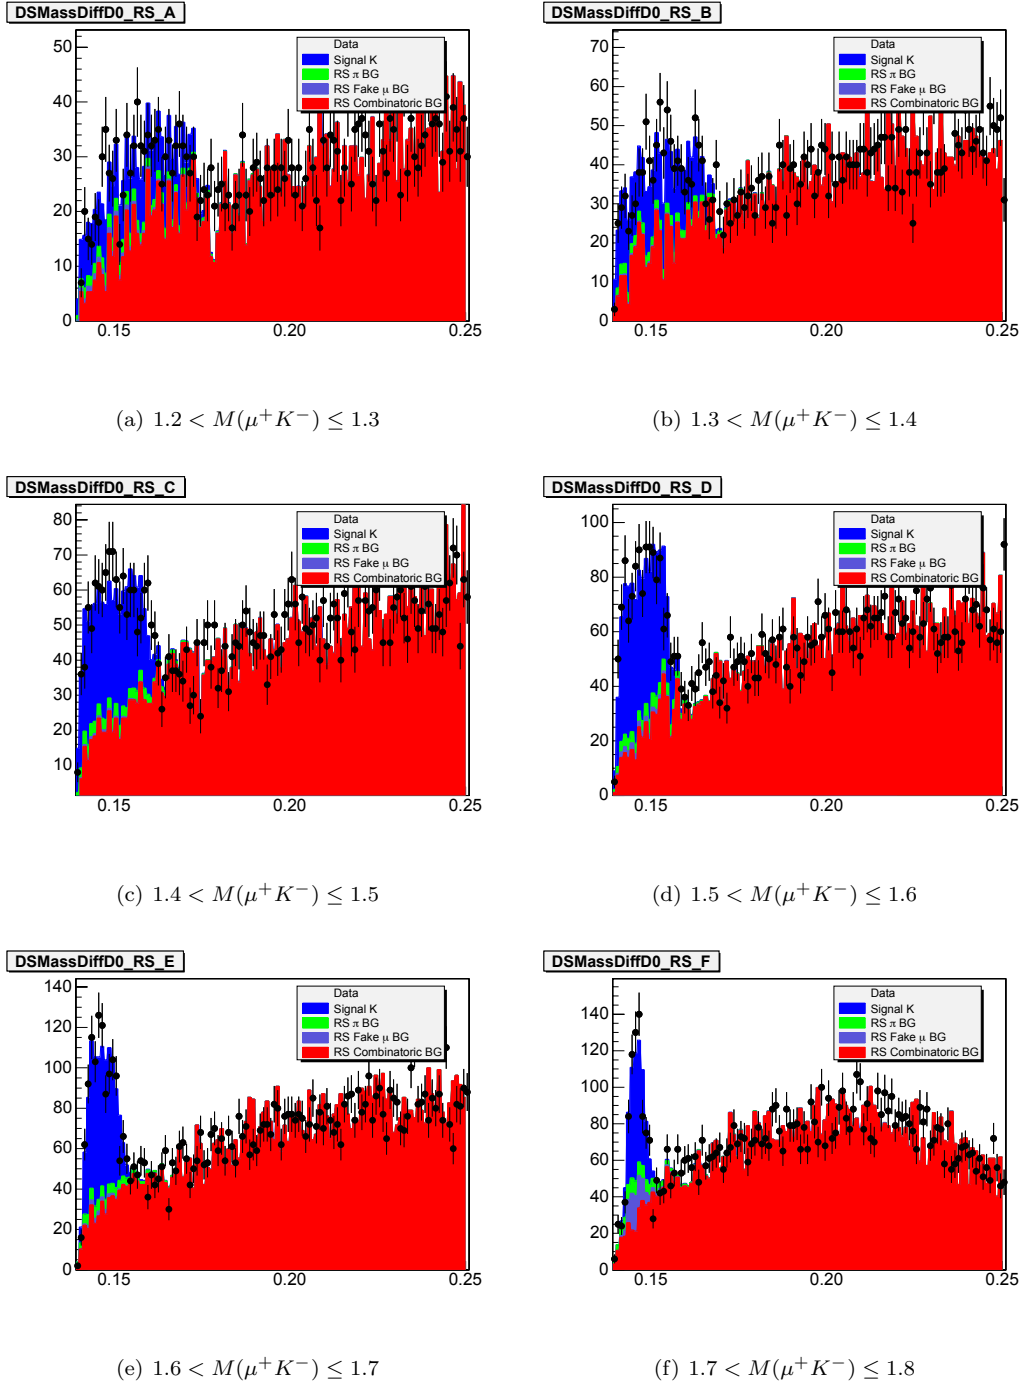 DSMassDiffD0_RS_A
Data
Signal K
RS π BG
RS Fake μ BG
RS Combinatoric BG
50
40
30
20
10
0
0.15 0.20 0.25
(a) 1.2 < M(μ⁺K⁻) ≤ 1.3
DSMassDiffD0_RS_B
Data
Signal K
RS π BG
RS Fake μ BG
RS Combinatoric BG
70
60
50
40
30
20
10
0
0.15 0.20 0.25
(b) 1.3 < M(μ⁺K⁻) ≤ 1.4
DSMassDiffD0_RS_C
Data
Signal K
RS π BG
RS Fake μ BG
RS Combinatoric BG
80
70
60
50
40
30
20
10
0.15 0.20 0.25
(c) 1.4 < M(μ⁺K⁻) ≤ 1.5
DSMassDiffD0_RS_D
Data
Signal K
RS π BG
RS Fake μ BG
RS Combinatoric BG
100
80
60
40
20
0
0.15 0.20 0.25
(d) 1.5 < M(μ⁺K⁻) ≤ 1.6
DSMassDiffD0_RS_E
Data
Signal K
RS π BG
RS Fake μ BG
RS Combinatoric BG
140
120
100
80
60
40
20
0
0.15 0.20 0.25
(e) 1.6 < M(μ⁺K⁻) ≤ 1.7
DSMassDiffD0_RS_F
Data
Signal K
RS π BG
RS Fake μ BG
RS Combinatoric BG
140
120
100
80
60
40
20
0
0.15 0.20 0.25
(f) 1.7 < M(μ⁺K⁻) ≤ 1.8